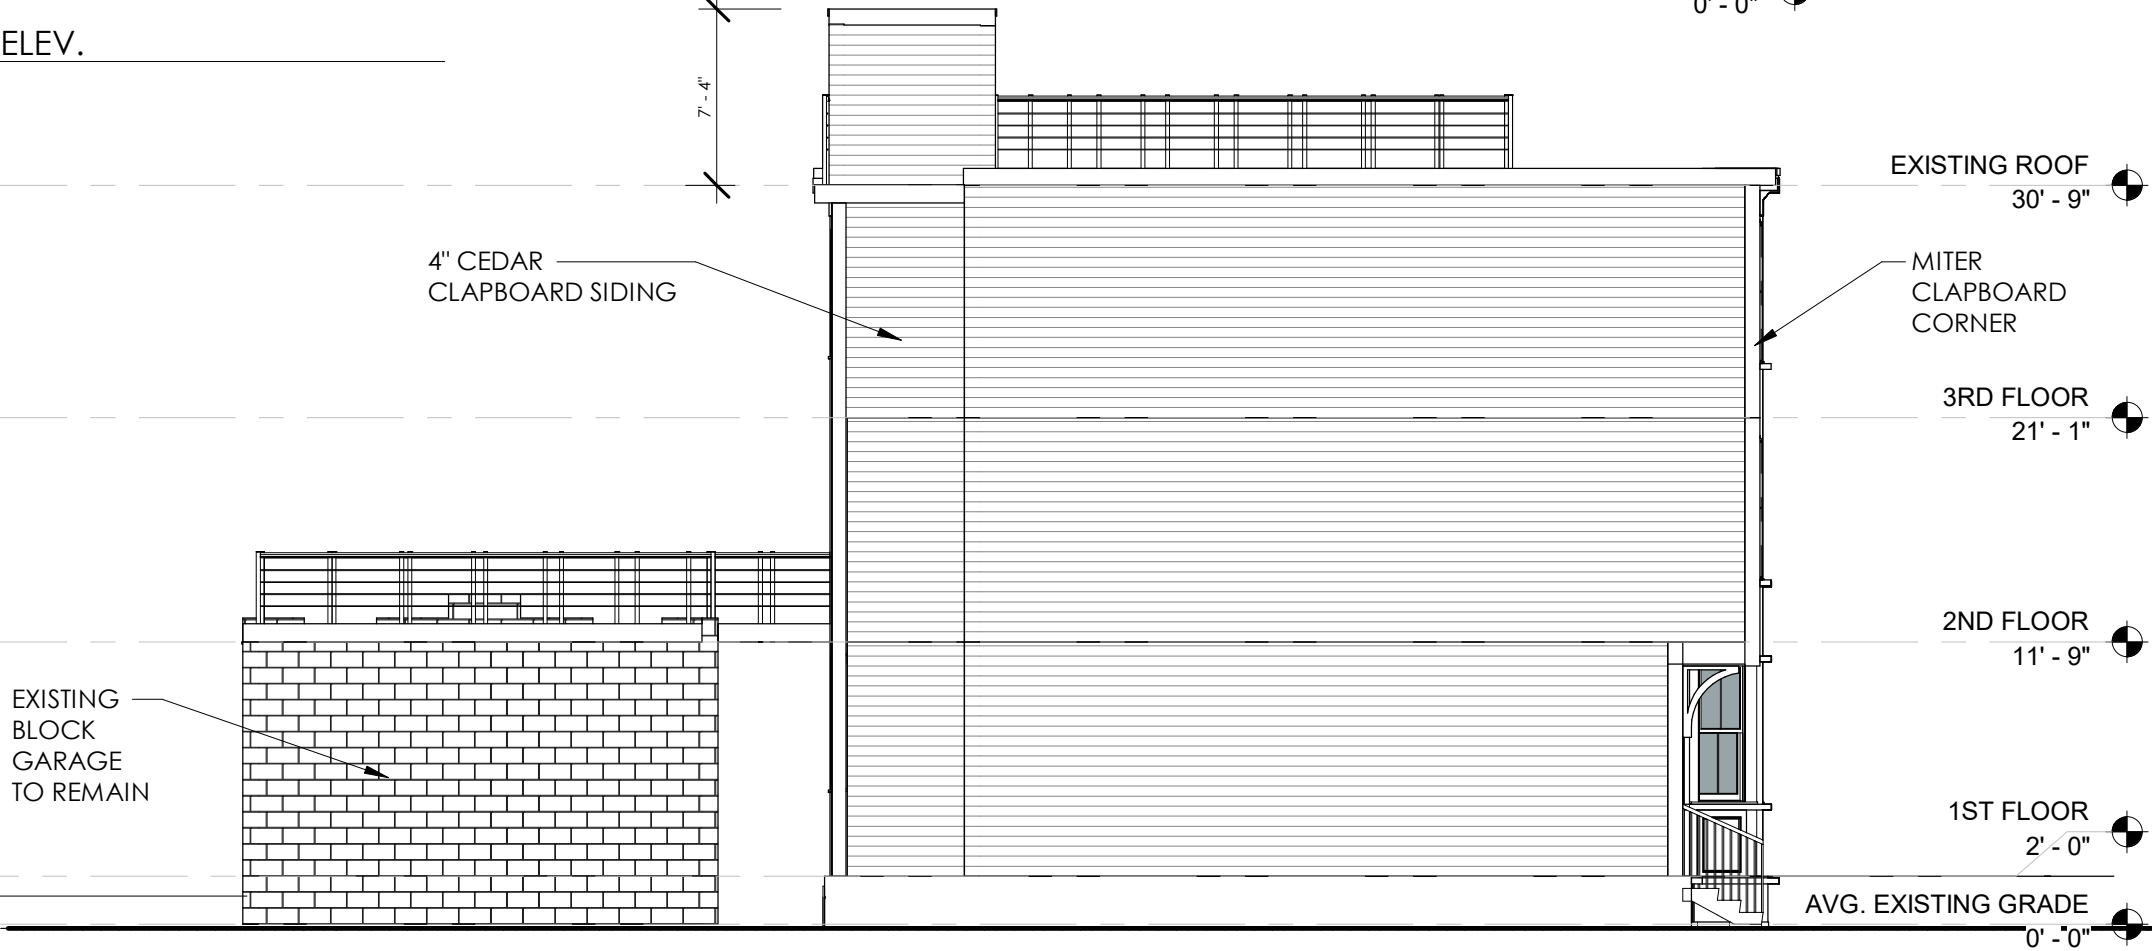 0' - 0"
ELEV.
7' - 4"
EXISTING ROOF
30' - 9"
4" CEDAR
CLAPBOARD SIDING
MITER
CLAPBOARD
CORNER
3RD FLOOR
21' - 1"
2ND FLOOR
11' - 9"
EXISTING
BLOCK
GARAGE
TO REMAIN
1ST FLOOR
2' - 0"
AVG. EXISTING GRADE
0' - 0"